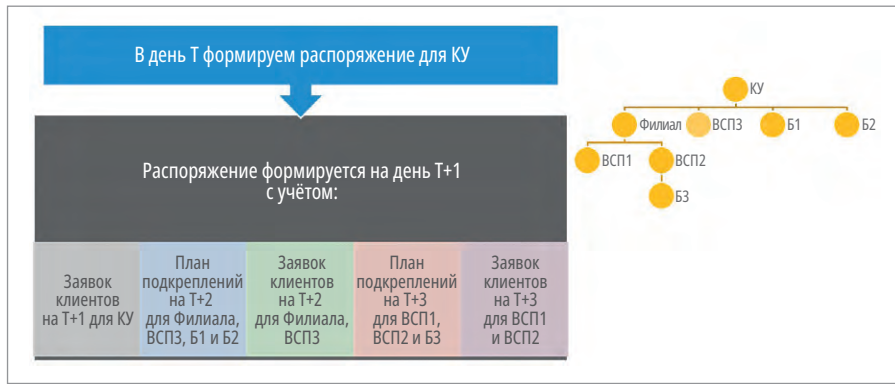 В день Т формируем распоряжение для КУ
Распоряжение формируется на день Т+1
с учётом:
Заявок
клиентов
на Т+1 для КУ
План
подкреплений
на Т+2
для Филиала,
ВСП3, Б1 и Б2
Заявок
клиентов
на Т+2
для Филиала,
ВСП3
План
подкреплений
на Т+3
для ВСП1,
ВСП2 и Б3
Заявок
клиентов
на Т+3
для ВСП1
и ВСП2
КУ
Филиал
ВСП3
Б1
Б2
ВСП1
ВСП2
Б3